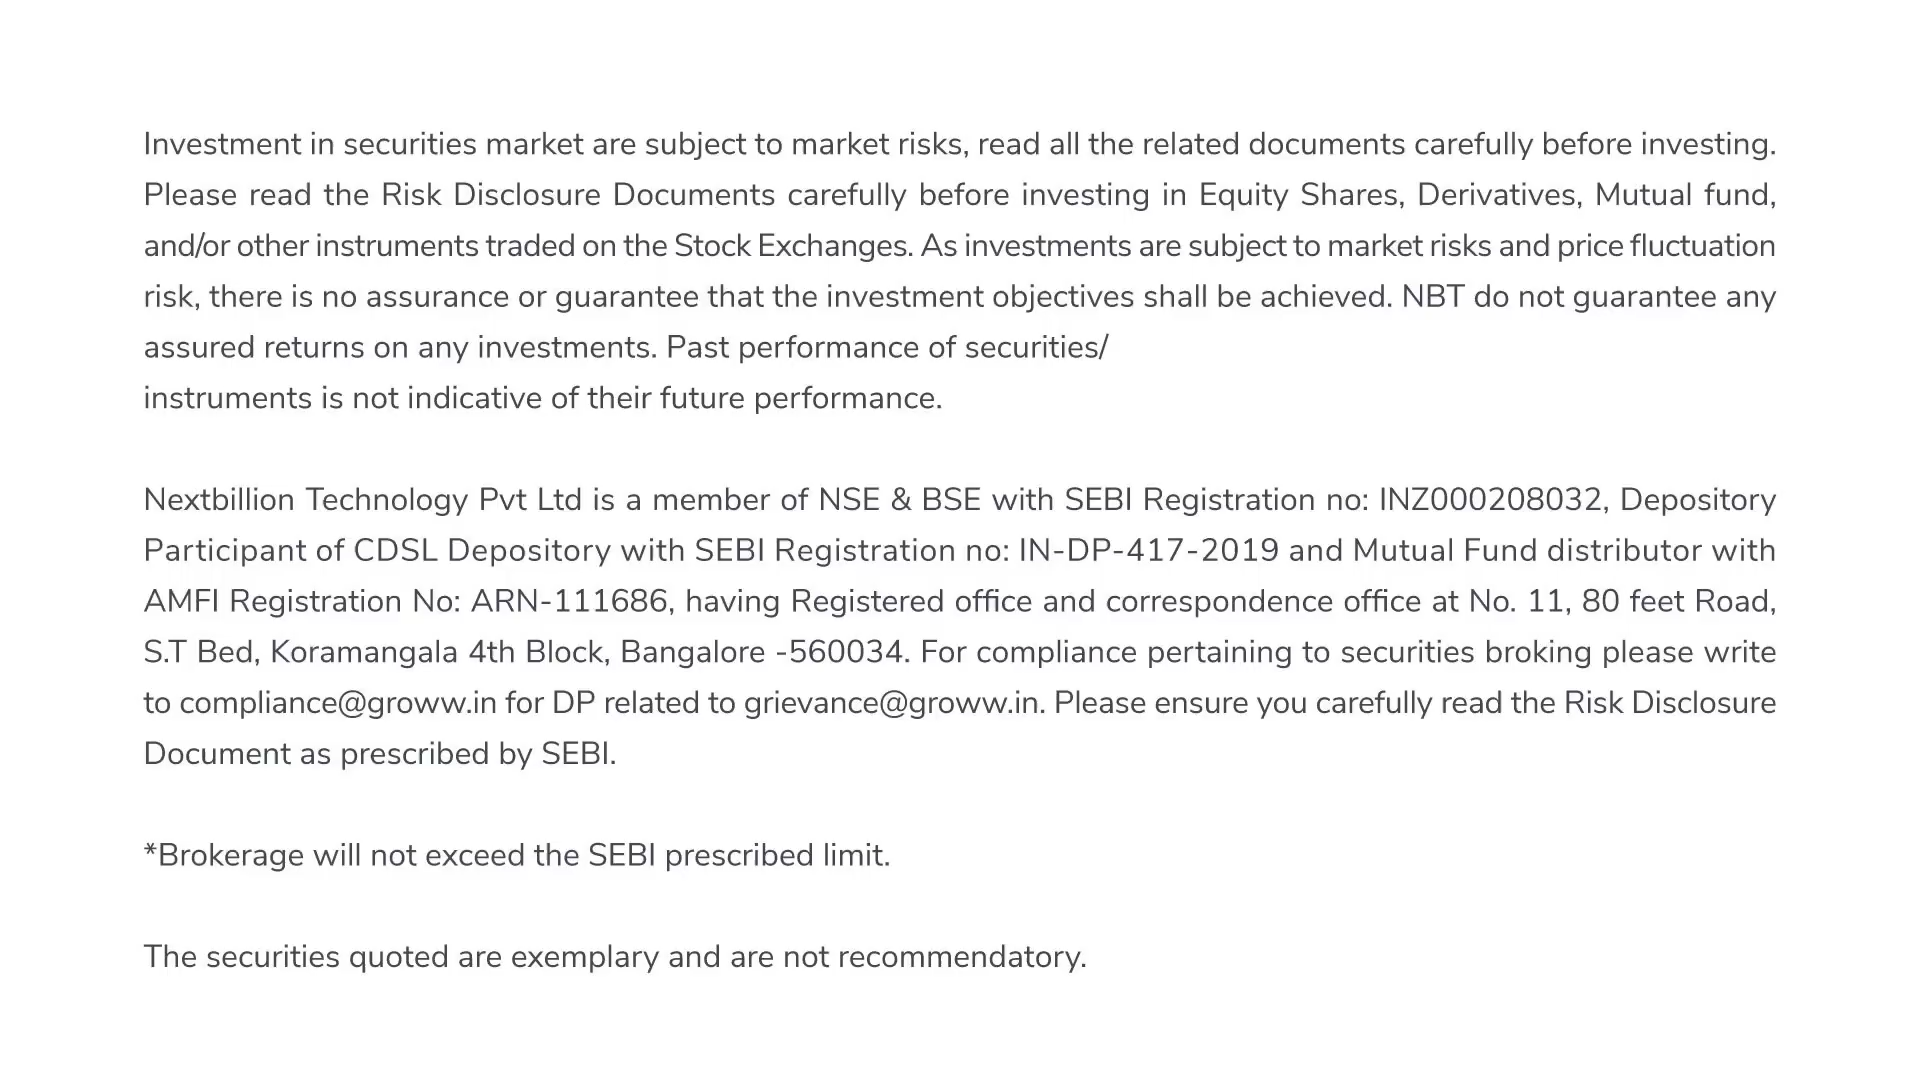 Investment in securities market are subject to market risks, read all the related documents carefully before investing.
Please read the Risk Disclosure Documents carefully before investing in Equity Shares, Derivatives, Mutual fund,
and/or other instruments traded on the Stock Exchanges. As investments are subject to market risks and price fluctuation
risk, there is no assurance or guarantee that the investment objectives shall be achieved. NBT do not guarantee any
assured returns on any investments. Past performance of securities/
instruments is not indicative of their future performance.
Nextbillion Technology Pvt Ltd is a member of NSE & BSE with SEBI Registration no: INZ000208032, Depository
Participant of CDSL Depository with SEBI Registration no: IN-DP-417-2019 and Mutual Fund distributor with
AMFI Registration No: ARN-111686, having Registered office and correspondence office at No. 11, 80 feet Road,
S.T Bed, Koramangala 4th Block, Bangalore -560034. For compliance pertaining to securities broking please write
to compliance@groww.in for DP related to grievance@groww.in. Please ensure you carefully read the Risk Disclosure
Document as prescribed by SEBI.
*Brokerage will not exceed the SEBI prescribed limit.
The securities quoted are exemplary and are not recommendatory.